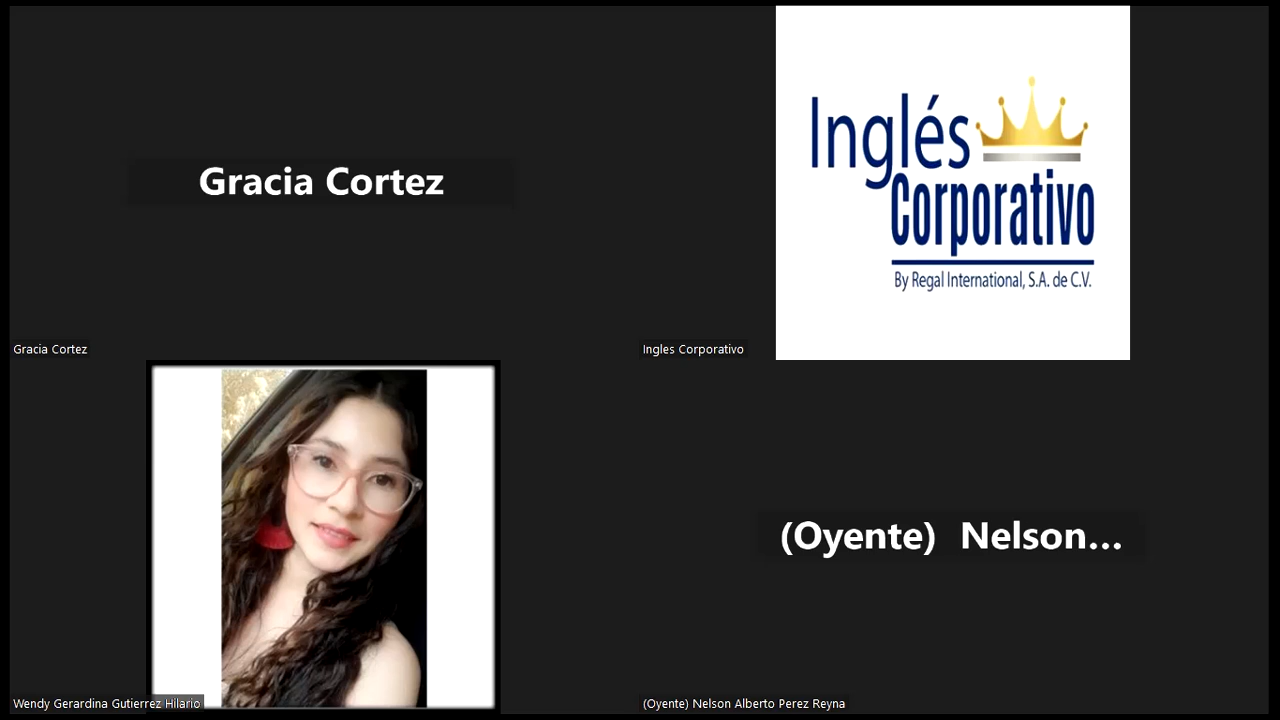 Gracia Cortez
Inglés
Corporativo
By Regal International, S.A. de C.V.
Gracia Cortez
Ingles Corporativo
(Oyente) Nelson...
Wendy Gerardina Gutierrez Hilario
(Oyente) Nelson Alberto Perez Reyna